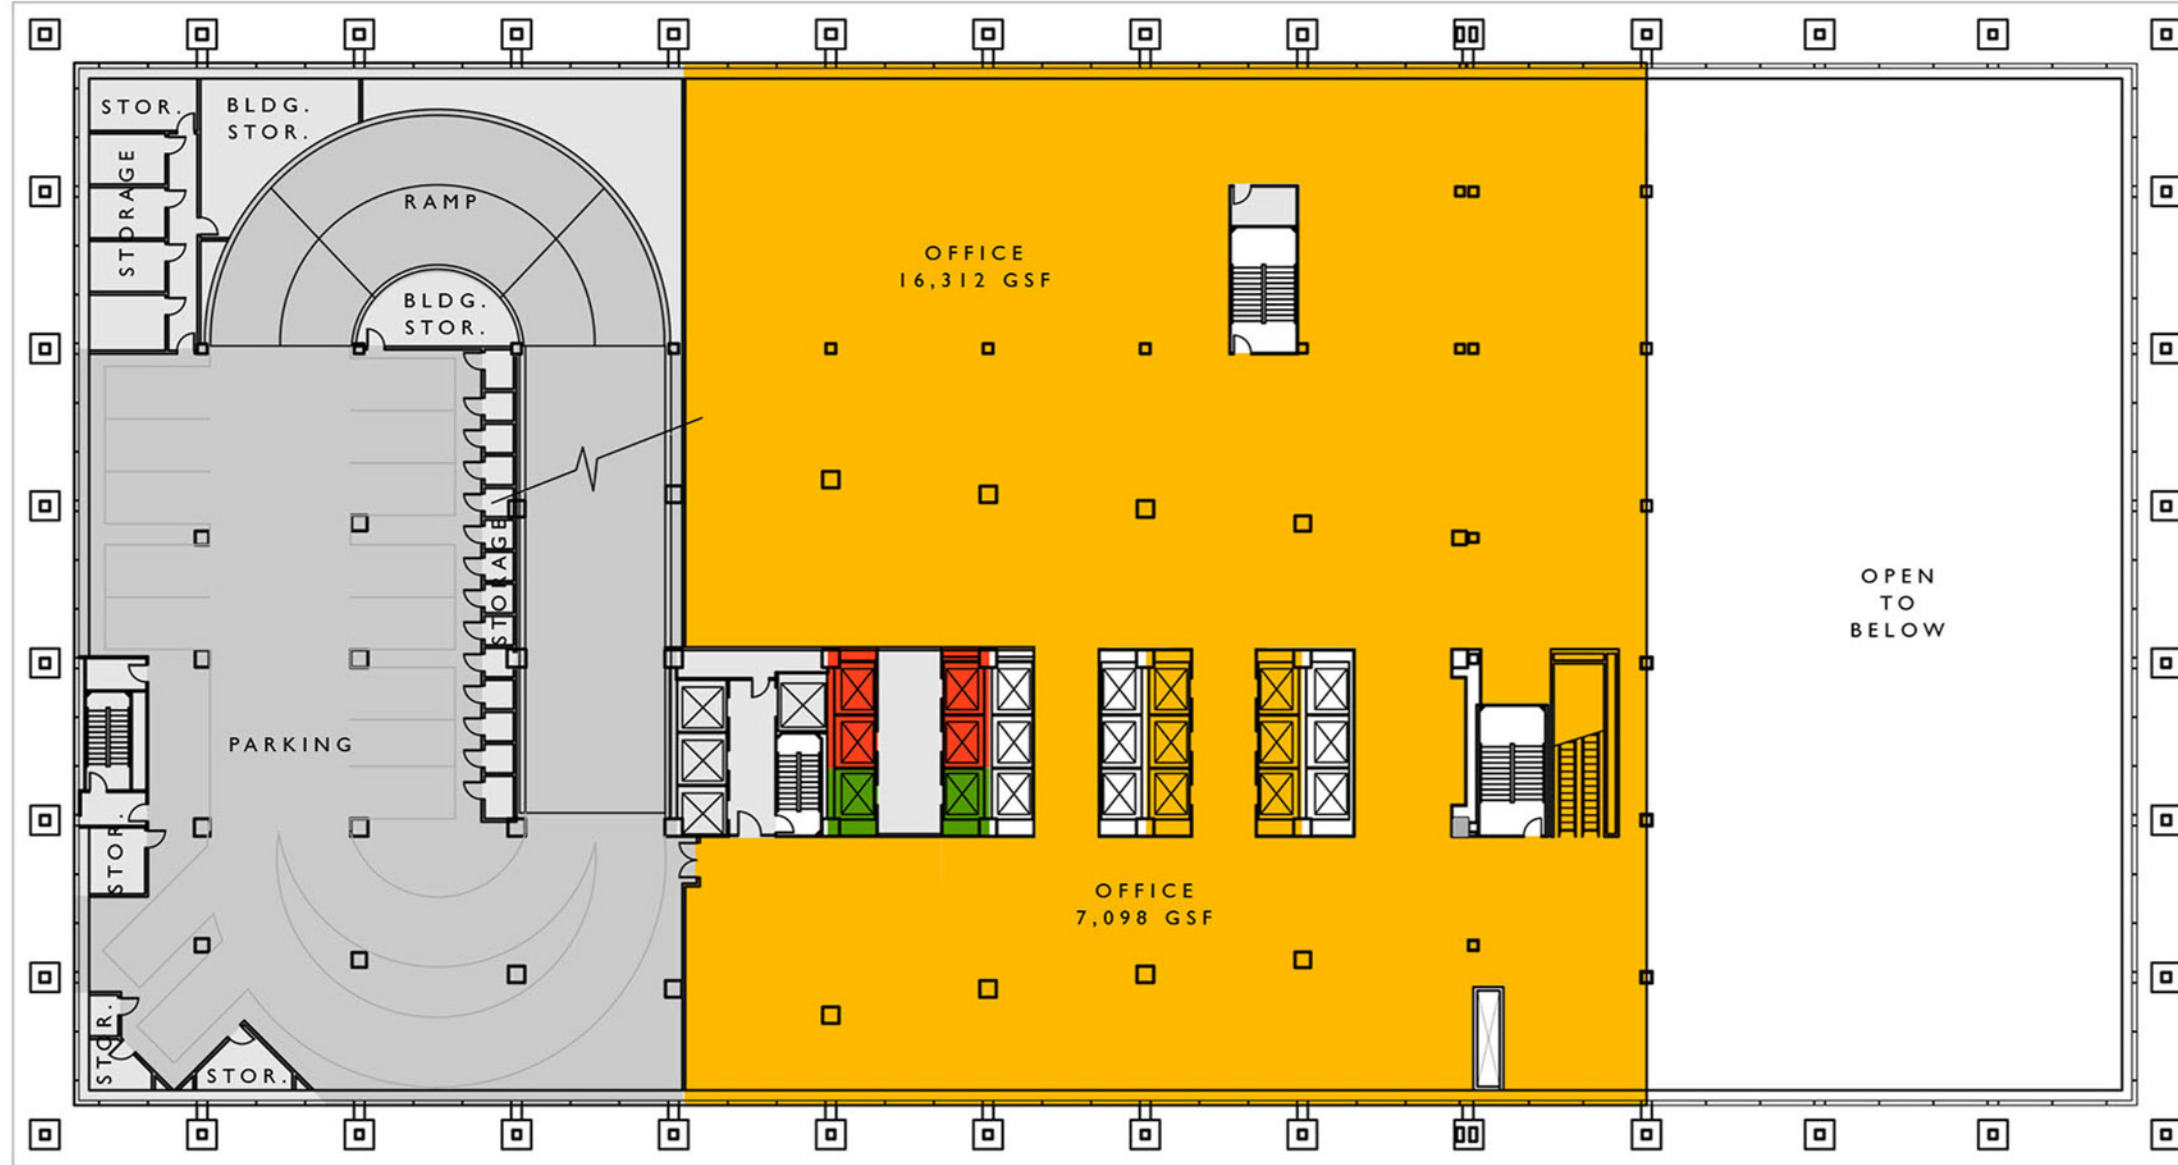 STOR.
BLDG.
STOR.
STORAGE
RAMP
BLDG.
STOR.
OFFICE
16,312 GSF
STORAGE
OPEN
TO
BELOW
PARKING
STOR.
OFFICE
7,098 GSF
STOR.
STOR.